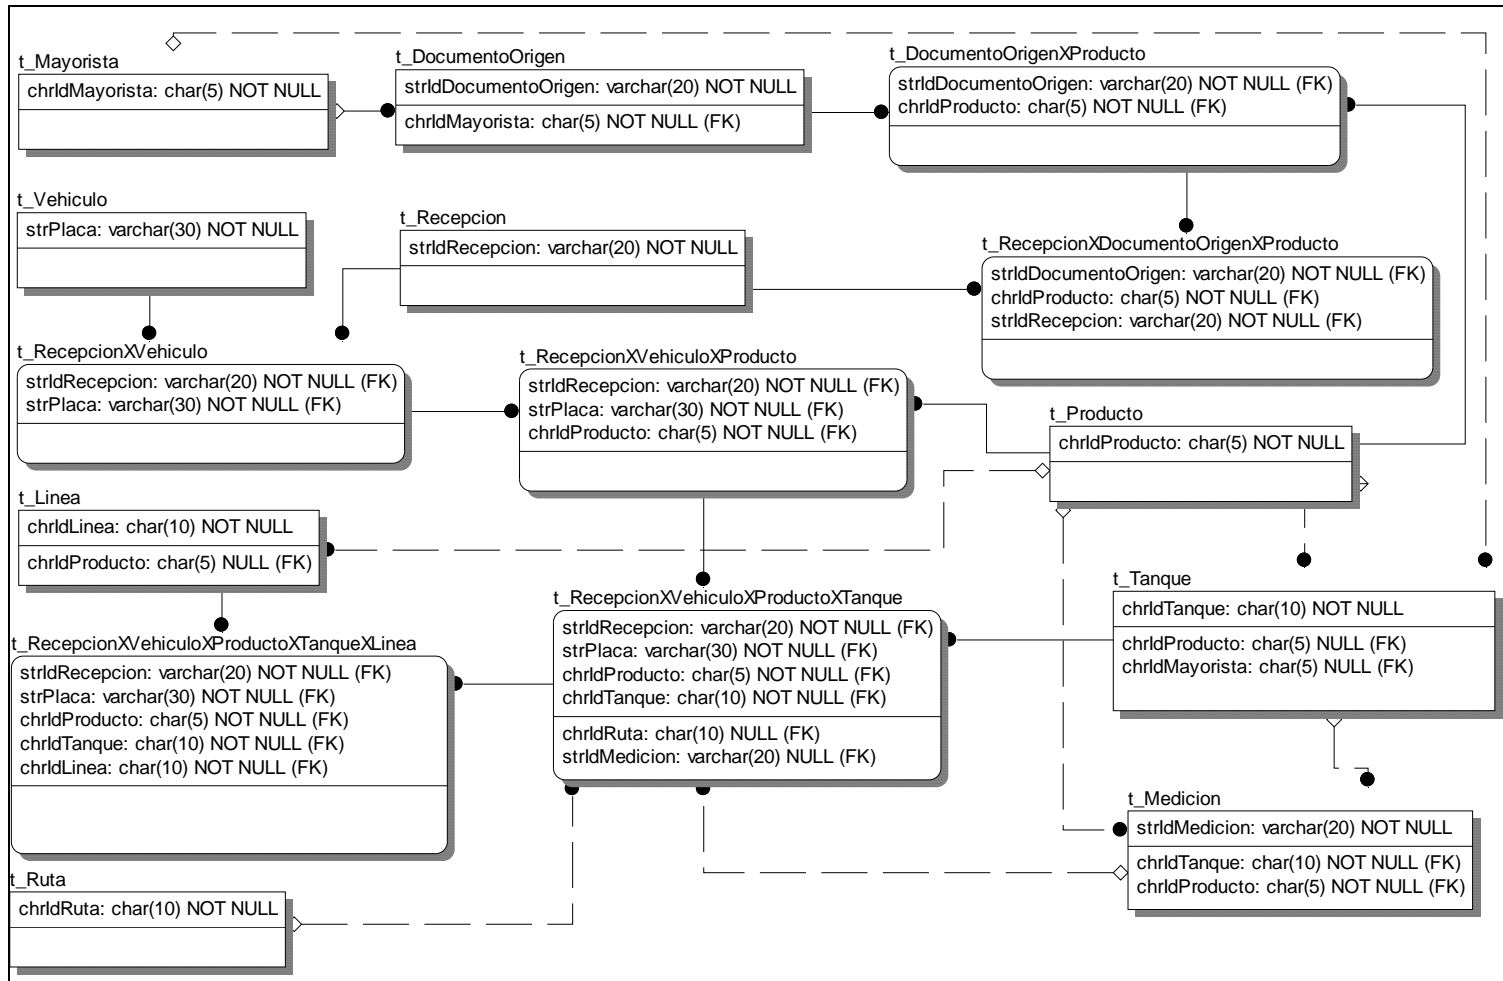 t_Mayorista
chrIdMayorista: char(5) NOT NULL
t_DocumentoOrigen
strIdDocumentoOrigen: varchar(20) NOT NULL
chrIdMayorista: char(5) NOT NULL (FK)
t_DocumentoOrigenXProducto
strIdDocumentoOrigen: varchar(20) NOT NULL (FK)
chrIdProducto: char(5) NOT NULL (FK)
t_Vehiculo
strPlaca: varchar(30) NOT NULL
t_Recepcion
strIdRecepcion: varchar(20) NOT NULL
t_RecepcionXDocumentoOrigenXProducto
strIdDocumentoOrigen: varchar(20) NOT NULL (FK)
chrIdProducto: char(5) NOT NULL (FK)
strIdRecepcion: varchar(20) NOT NULL (FK)
t_RecepcionXVehiculo
strIdRecepcion: varchar(20) NOT NULL (FK)
strPlaca: varchar(30) NOT NULL (FK)
t_RecepcionXVehiculoXProducto
strIdRecepcion: varchar(20) NOT NULL (FK)
strPlaca: varchar(30) NOT NULL (FK)
chrIdProducto: char(5) NOT NULL (FK)
t_Producto
chrIdProducto: char(5) NOT NULL
t_Linea
chrIdLinea: char(10) NOT NULL
chrIdProducto: char(5) NULL (FK)
t_RecepcionXVehiculoXProductoXTanque
strIdRecepcion: varchar(20) NOT NULL (FK)
strPlaca: varchar(30) NOT NULL (FK)
chrIdProducto: char(5) NOT NULL (FK)
chrIdTanque: char(10) NOT NULL (FK)
chrIdRuta: char(10) NULL (FK)
strIdMedicion: varchar(20) NULL (FK)
t_Tanque
chrIdTanque: char(10) NOT NULL
chrIdProducto: char(5) NULL (FK)
chrIdMayorista: char(5) NULL (FK)
t_RecepcionXVehiculoXProductoXTanqueXLinea
strIdRecepcion: varchar(20) NOT NULL (FK)
strPlaca: varchar(30) NOT NULL (FK)
chrIdProducto: char(5) NOT NULL (FK)
chrIdTanque: char(10) NOT NULL (FK)
chrIdLinea: char(10) NOT NULL (FK)
t_Medicion
strIdMedicion: varchar(20) NOT NULL
chrIdTanque: char(10) NOT NULL (FK)
chrIdProducto: char(5) NOT NULL (FK)
t_Ruta
chrIdRuta: char(10) NOT NULL